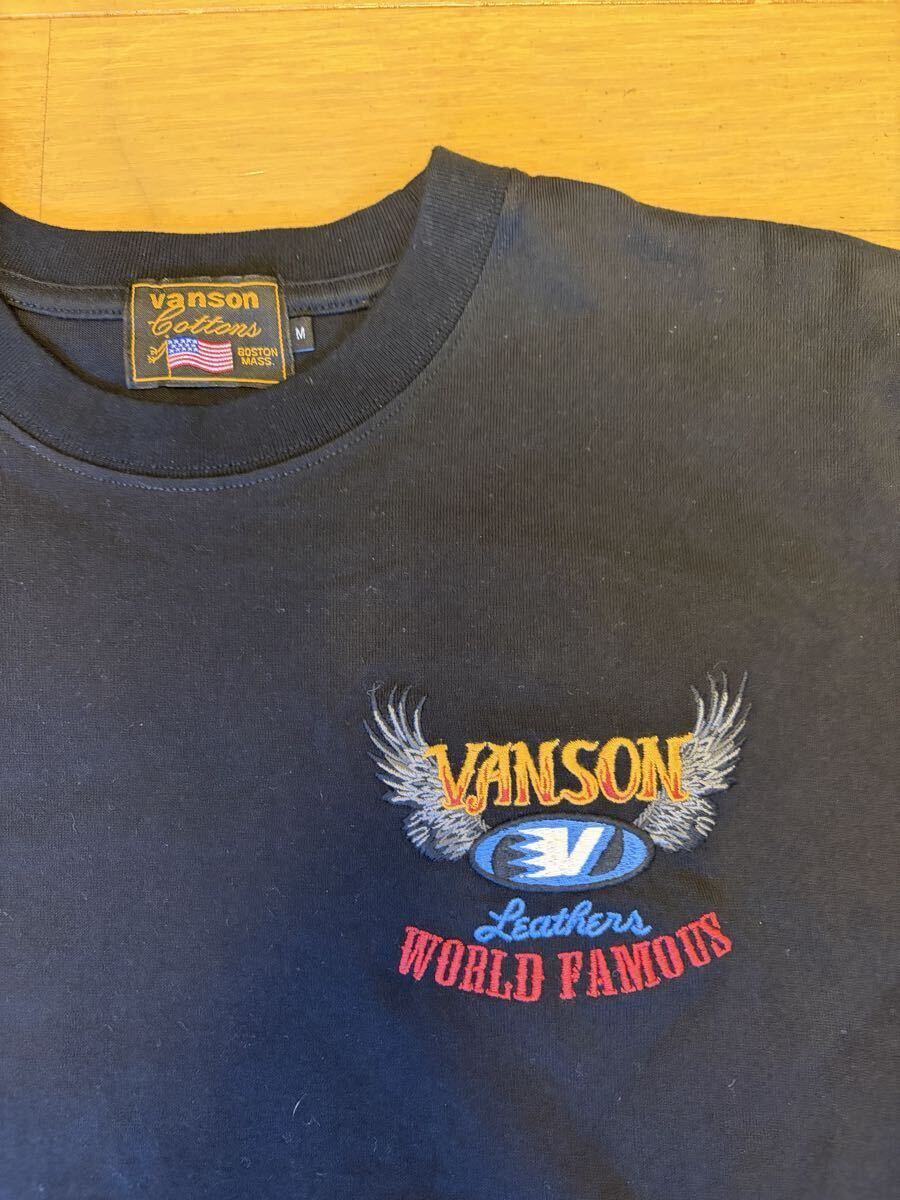 vanson
Cottons
BOSTON
MASS.
M
VANSON
V
Leathers
WORLD FAMOUS